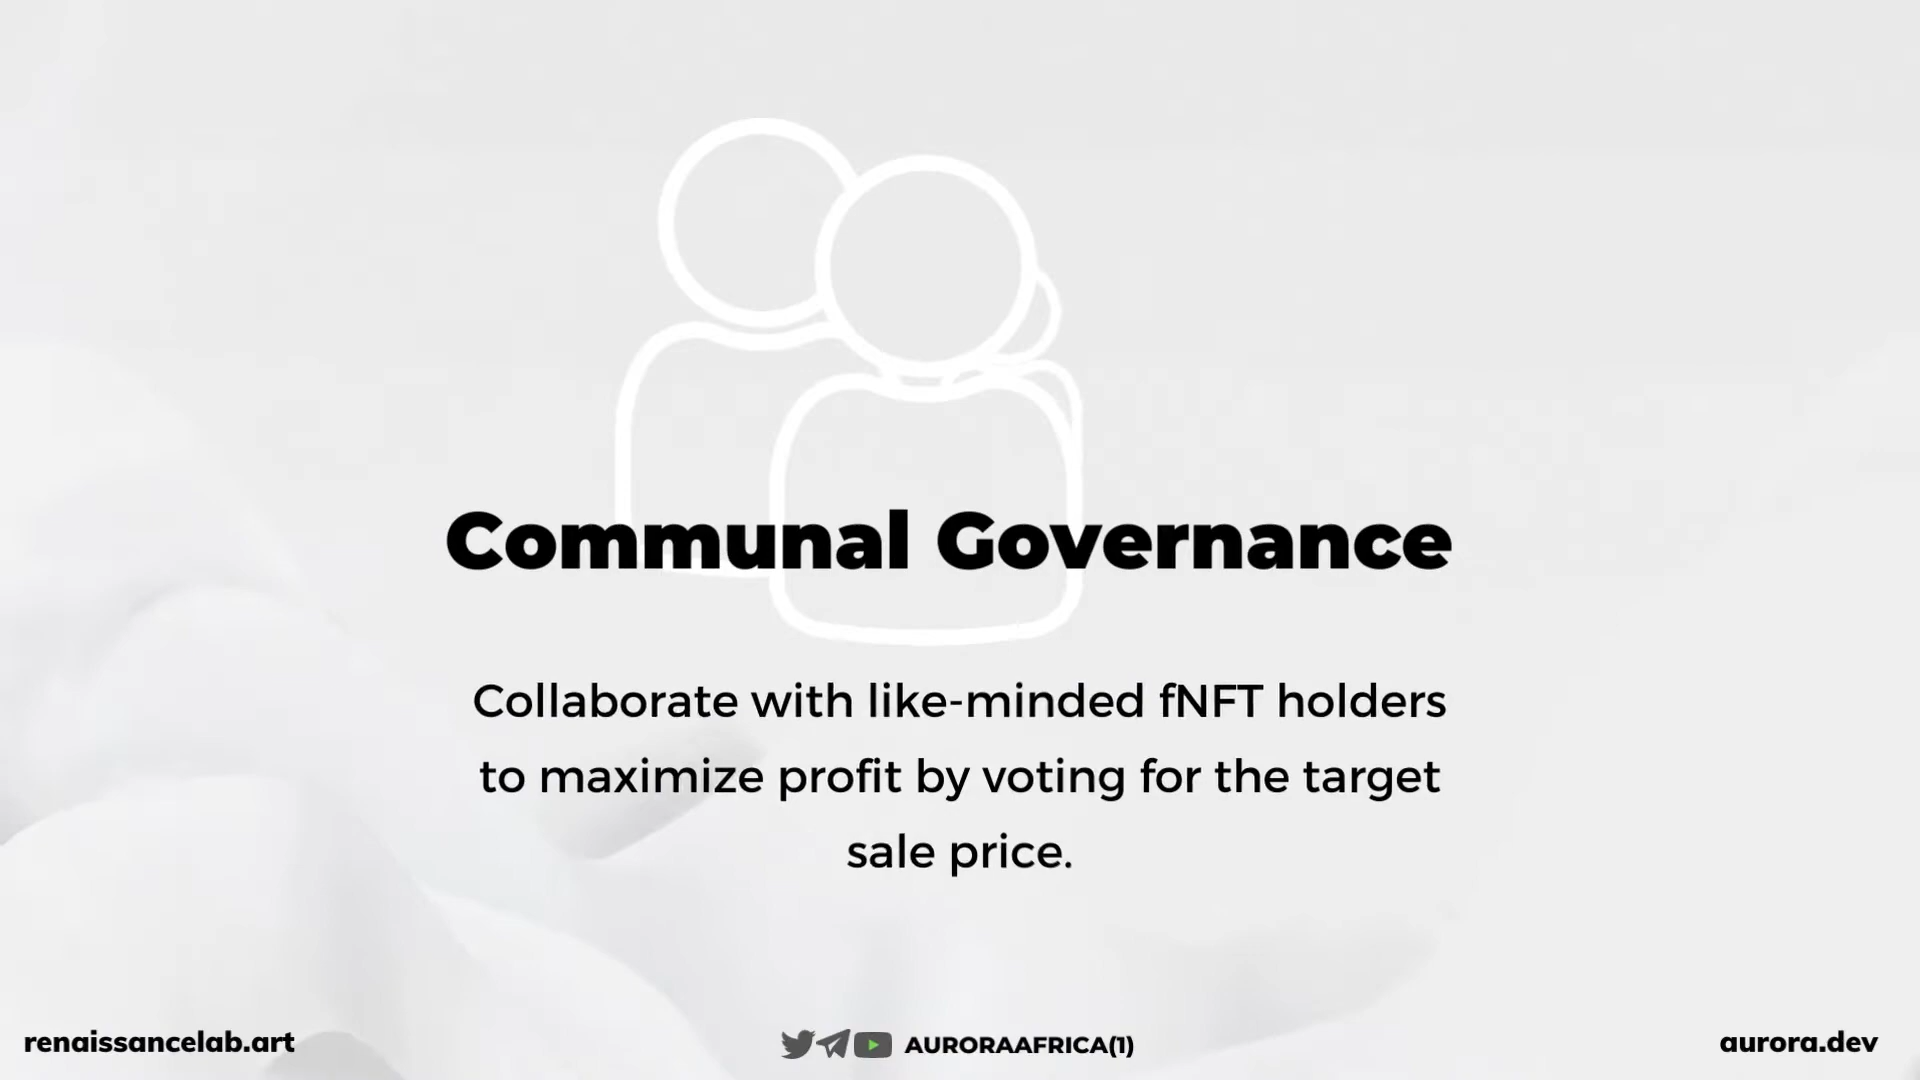 Communal Governance
Collaborate with like-minded fNFT holders
to maximize profit by voting for the target
sale price.
renaissancelab.art
AURORAAFRICA(1)
aurora.dev